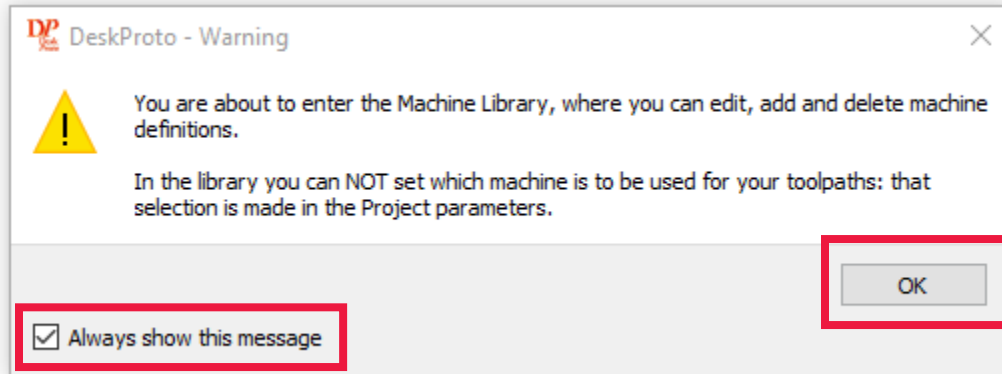 DeskProto - Warning
You are about to enter the Machine Library, where you can edit, add and delete machine
definitions.
In the library you can NOT set which machine is to be used for your toolpaths: that
selection is made in the Project parameters.
OK
Always show this message